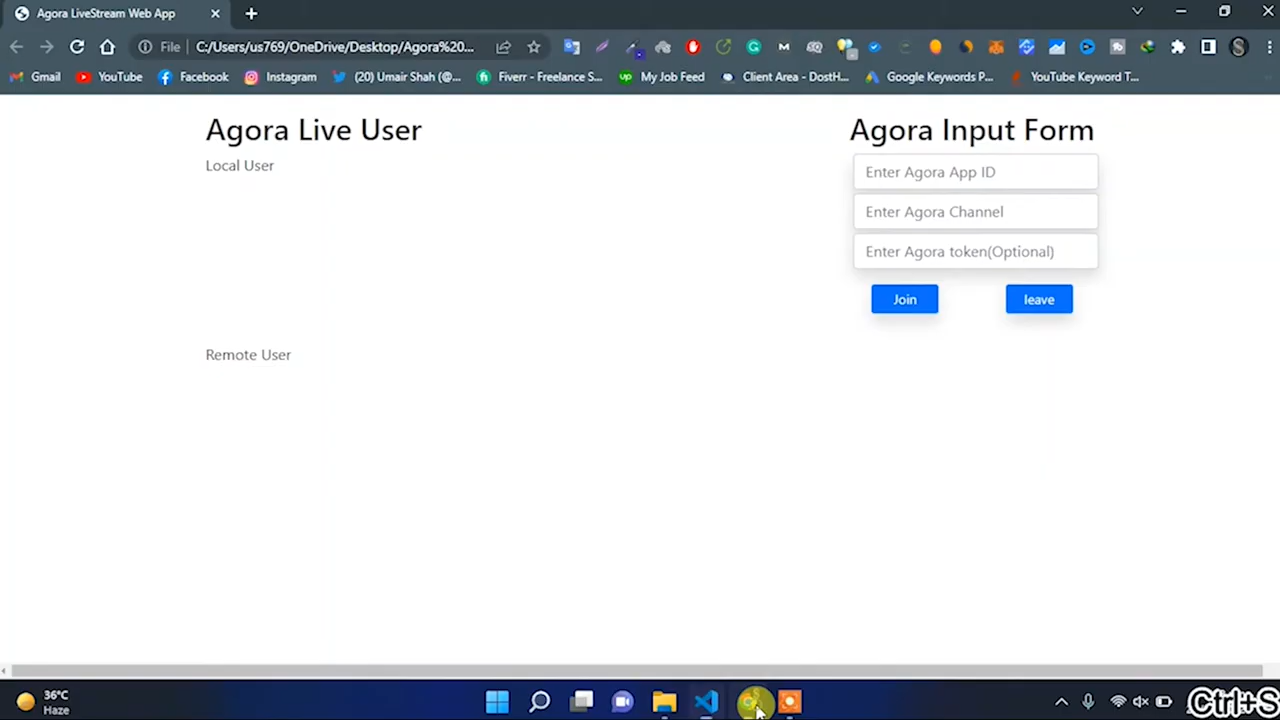 Agora LiveStream Web App
File
C:/Users/us769/OneDrive/Desktop/Agora%20...
Gmail
YouTube
Facebook
Instagram
(20) Umair Shah (@...
Fiverr - Freelance S...
My Job Feed
Client Area - DostH...
Google Keywords P...
YouTube Keyword T...
Agora Live User
Agora Input Form
Local User
Enter Agora App ID
Enter Agora Channel
Enter Agora token(Optional)
Join
leave
Remote User
36°C
Haze
Ctrl+S